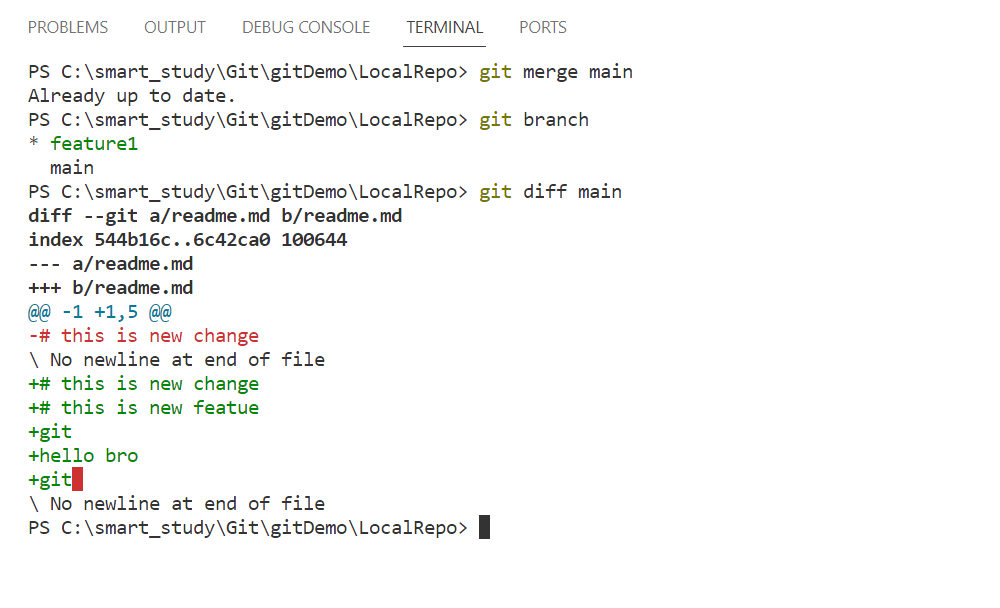 PROBLEMS OUTPUT DEBUG CONSOLE TERMINAL PORTS
PS C:\smart_study\Git\gitDemo\LocalRepo> git merge main
Already up to date.
PS C:\smart_study\Git\gitDemo\LocalRepo> git branch
* feature1
  main
PS C:\smart_study\Git\gitDemo\LocalRepo> git diff main
diff --git a/readme.md b/readme.md
index 544b16c..6c42ca0 100644
--- a/readme.md
+++ b/readme.md
@@ -1 +1,5 @@
-# this is new change
\ No newline at end of file
+# this is new change
+# this is new featue
+git
+hello bro
+git
\ No newline at end of file
PS C:\smart_study\Git\gitDemo\LocalRepo>